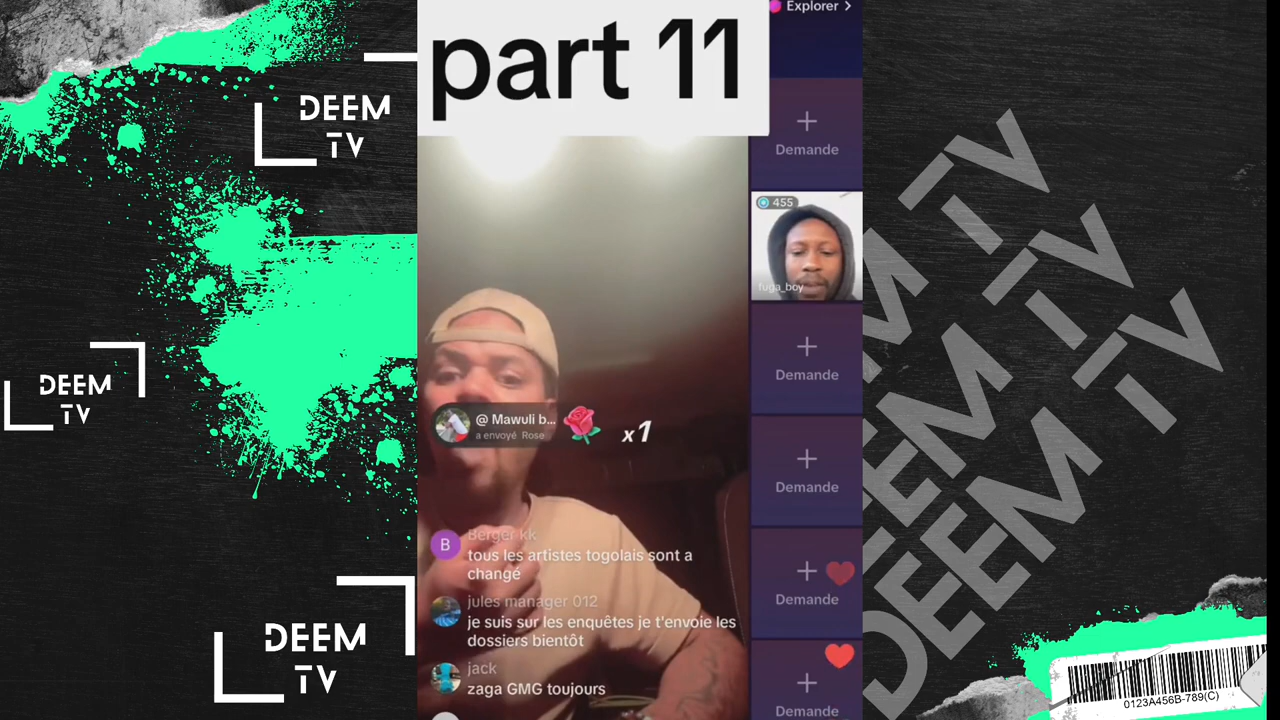 part 11
Explorer >
DEEM
TV
Demande
455
fuga_boy
Demande
DEEM
TV
@ Mawuli b...
a envoyé Rose
x1
Demande
Berger kk
tous les artistes togolais sont a
changé
Demande
jules manager 012
je suis sur les enquêtes je t'envoie les
dossiers bientôt
DEEM
TV
jack
zaga GMG toujours
Demande
DEEM TV
DEEM TV
DEEM TV
0123A456B-789(C)